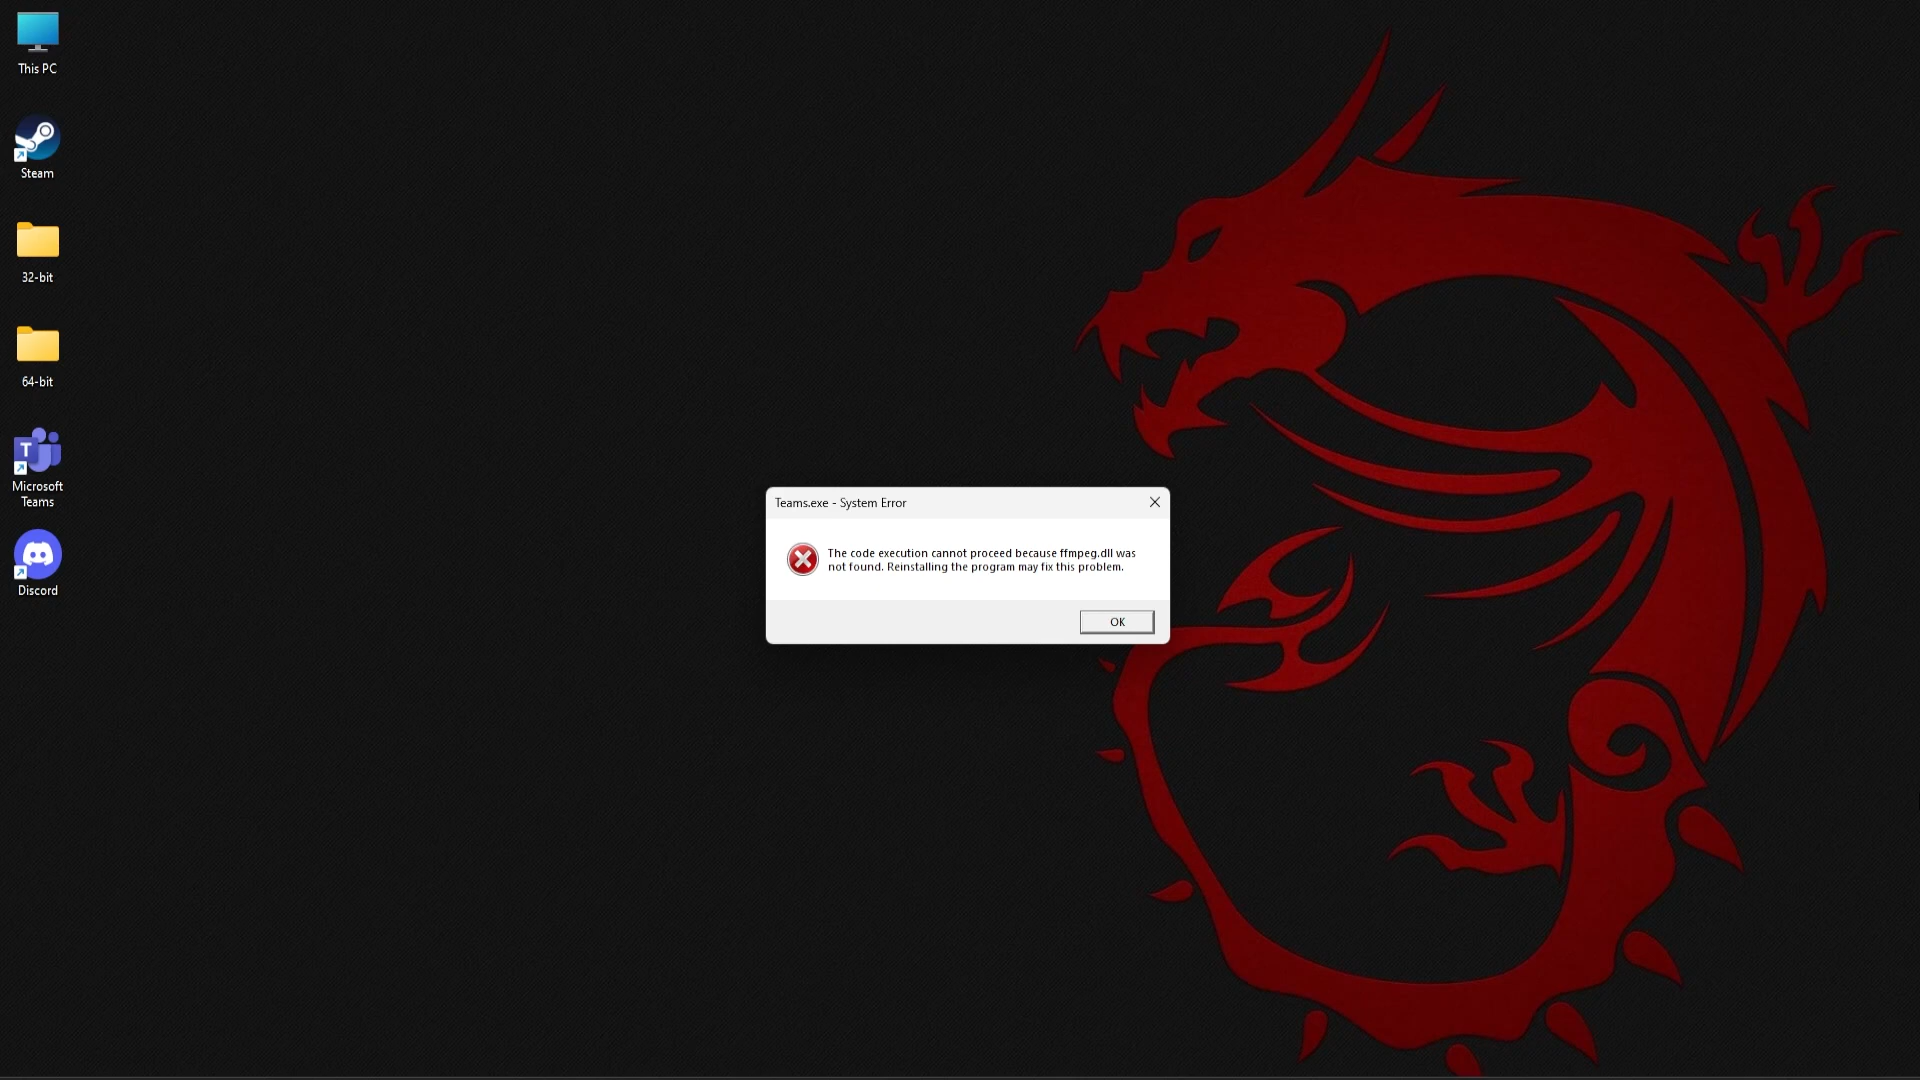 This PC
Steam
32-bit
64-bit
T
Microsoft
Teams
Discord
Teams.exe - System Error
The code execution cannot proceed because ffmpeg.dll was
not found. Reinstalling the program may fix this problem.
OK